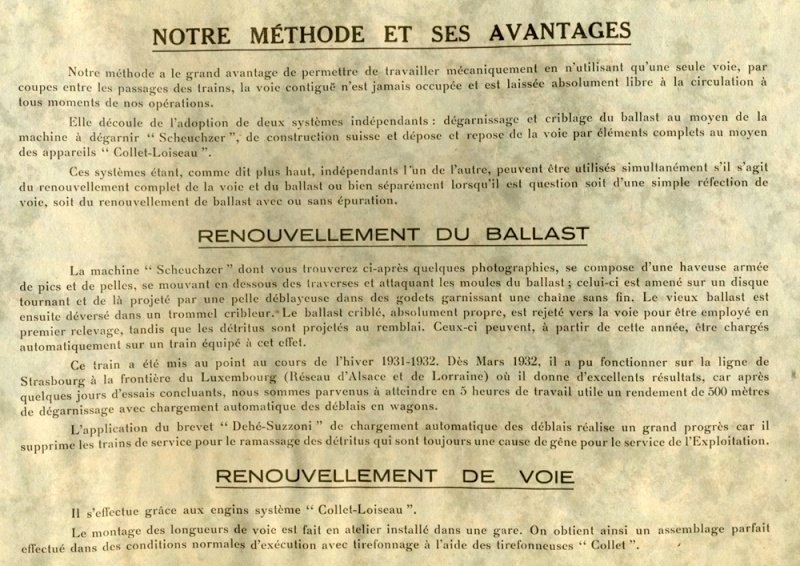 NOTRE MÉTHODE ET SES AVANTAGES
Notre méthode a le grand avantage de permettre de travailler mécaniquement en n'utilisant qu'une seule voie, par
coupes entre les passages des trains, la voie contiguë n'est jamais occupée et est laissée absolument libre à la circulation à
tous moments de nos opérations.
Elle découle de l'adoption de deux systèmes indépendants : dégarnissage et criblage du ballast au moyen de la
machine à dégarnir “ Scheuchzer ”, de construction suisse et dépose et repose de la voie par éléments complets au moyen
des appareils “ Collet-Loiseau ”.
Ces systèmes étant, comme dit plus haut, indépendants l'un de l'autre, peuvent être utilisés simultanément s'il s'agit
du renouvellement complet de la voie et du ballast ou bien séparément lorsqu'il est question soit d'une simple réfection de
voie, soit du renouvellement de ballast avec ou sans épuration.
RENOUVELLEMENT DU BALLAST
La machine “ Scheuchzer ” dont vous trouverez ci-après quelques photographies, se compose d'une haveuse armée
de pics et de pelles, se mouvant en dessous des traverses et attaquant les moules du ballast ; celui-ci est amené sur un disque
tournant et de là projeté par une pelle déblayeuse dans des godets garnissant une chaîne sans fin. Le vieux ballast est
ensuite déversé dans un trommel cribleur. Le ballast criblé, absolument propre, est rejeté vers la voie pour être employé en
premier relevage, tandis que les détritus sont projetés au remblai. Ceux-ci peuvent, à partir de cette année, être chargés
automatiquement sur un train équipé à cet effet.
Ce train a été mis au point au cours de l'hiver 1931-1932. Dès Mars 1932, il a pu fonctionner sur la ligne de
Strasbourg à la frontière du Luxembourg (Réseau d'Alsace et de Lorraine) où il donne d'excellents résultats, car après
quelques jours d'essais concluants, nous sommes parvenus à atteindre en 5 heures de travail utile un rendement de 500 mètres
de dégarnissage avec chargement automatique des déblais en wagons.
L'application du brevet “ Dehé-Suzzoni ” de chargement automatique des déblais réalise un grand progrès car il
supprime les trains de service pour le ramassage des détritus qui sont toujours une cause de gêne pour le service de l'Exploitation.
RENOUVELLEMENT DE VOIE
Il s'effectue grâce aux engins système “ Collet-Loiseau ”.
Le montage des longueurs de voie est fait en atelier installé dans une gare. On obtient ainsi un assemblage parfait
effectué dans des conditions normales d'exécution avec tirefonnage à l'aide des tirefonneuses “ Collet ”.